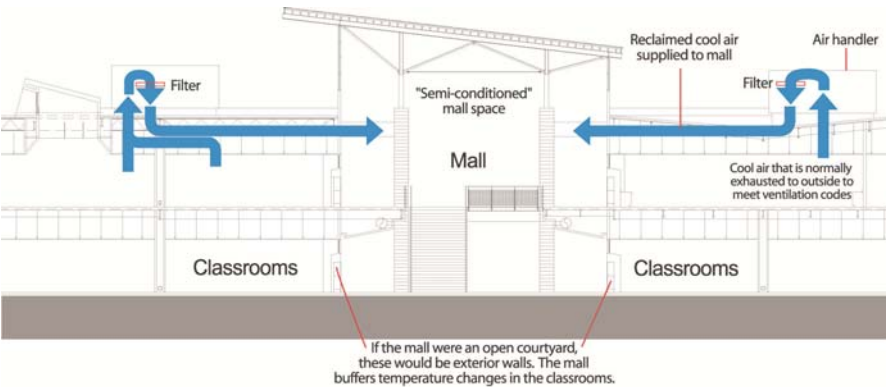 Reclaimed cool air
supplied to mall
Air handler
Filter
"Semi-conditioned"
mall space
Filter
Mall
Cool air that is normally
exhausted to outside to
meet ventilation codes
Classrooms
Classrooms
If the mall were an open courtyard,
these would be exterior walls. The mall
buffers temperature changes in the classrooms.